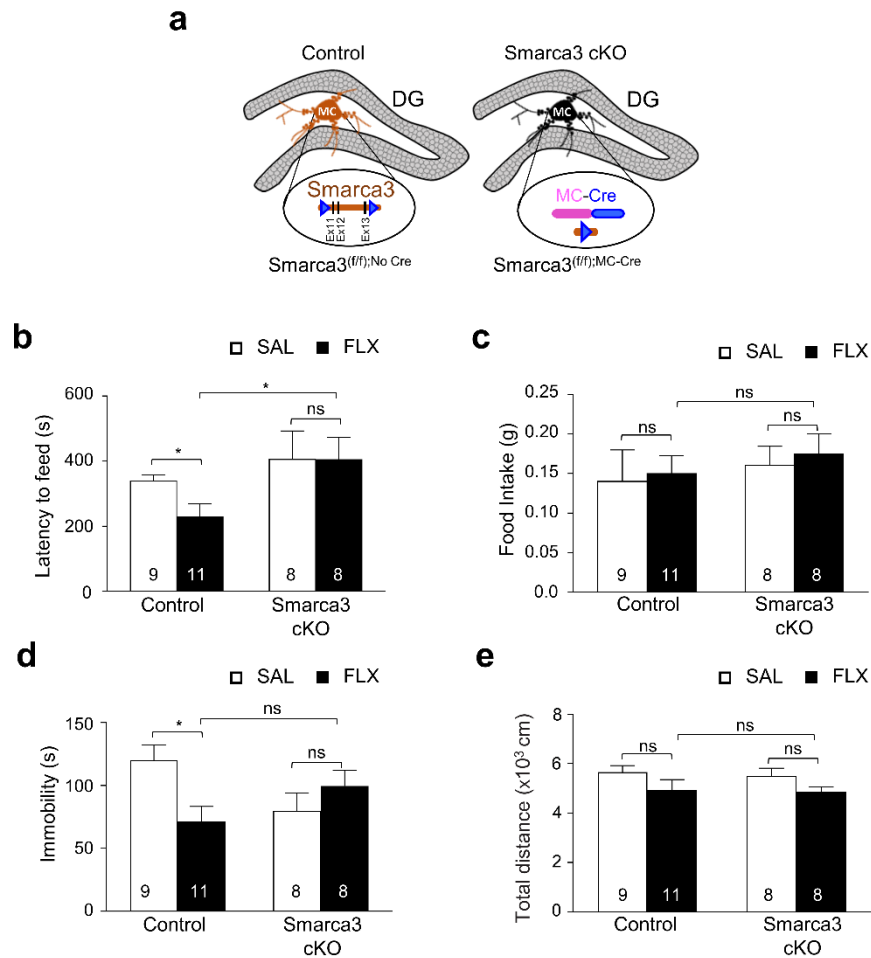 a
Control
Smarca3 cKO
MC
DG
MC
DG
Smarca3
Ex11
Ex12
Ex13
MC-Cre
Smarca3(f/f);No Cre
Smarca3(f/f);MC-Cre
b
SAL FLX
Latency to feed (s)
600
400
200
0
*
*
ns
9
11
8
8
Control
Smarca3
cKO
c
SAL FLX
Food Intake (g)
0.25
0.20
0.15
0.10
0.05
0.0
ns
ns
ns
9
11
8
8
Control
Smarca3
cKO
d
SAL FLX
Immobility (s)
150
100
50
0
ns
*
ns
9
11
8
8
Control
Smarca3
cKO
e
SAL FLX
Total distance (x10³ cm)
8
6
4
2
0
ns
ns
ns
9
11
8
8
Control
Smarca3
cKO